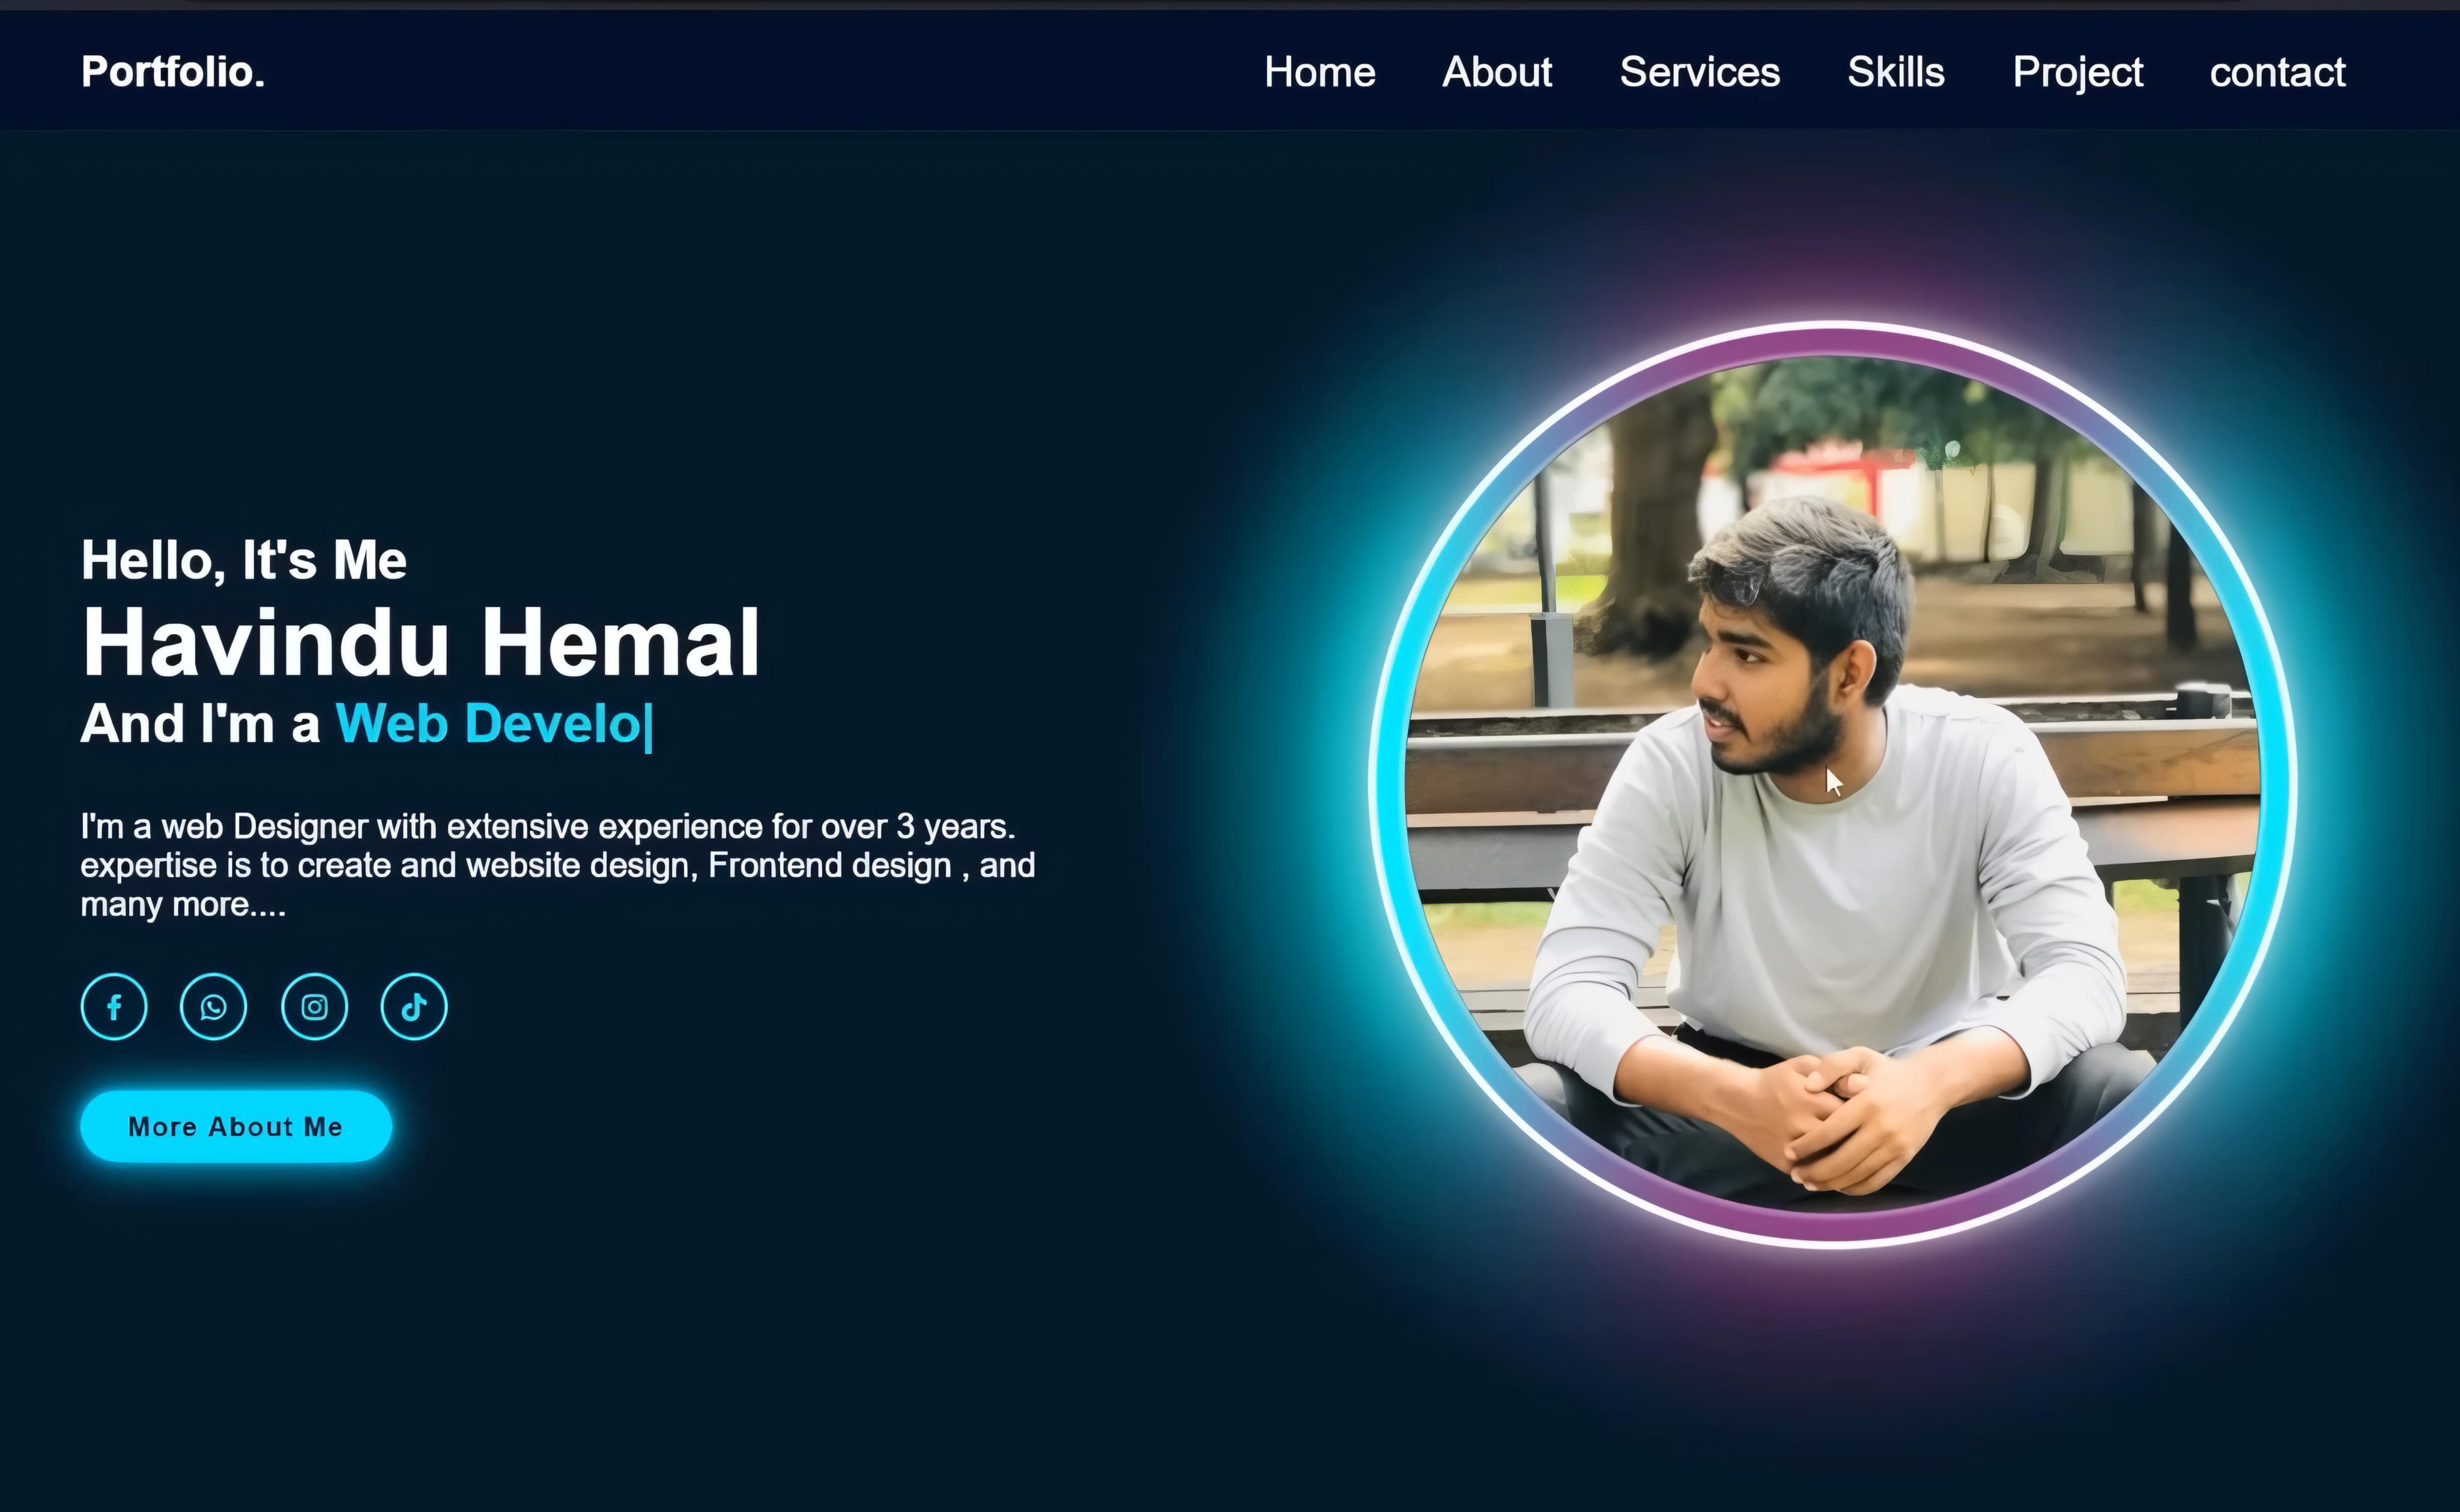 Portfolio.
Home About Services Skills Project contact
Hello, It's Me
Havindu Hemal
And I'm a Web Develo|
I'm a web Designer with extensive experience for over 3 years.
expertise is to create and website design, Frontend design , and
many more....
More About Me